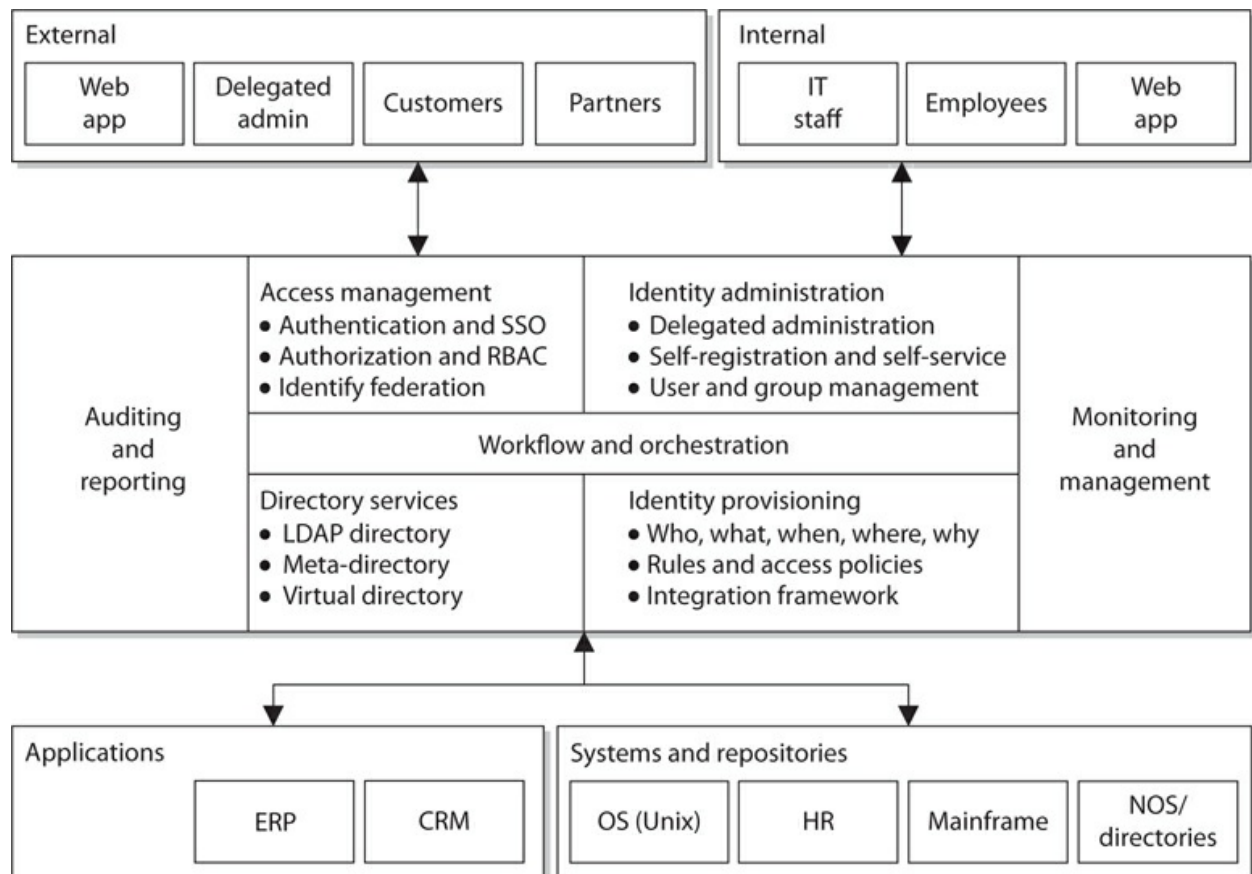 External
Web
app
Delegated
admin
Customers
Partners
Internal
IT
staff
Employees
Web
app
Auditing
and
reporting
Access management
• Authentication and SSO
• Authorization and RBAC
• Identify federation
Identity administration
• Delegated administration
• Self-registration and self-service
• User and group management
Workflow and orchestration
Directory services
• LDAP directory
• Meta-directory
• Virtual directory
Identity provisioning
• Who, what, when, where, why
• Rules and access policies
• Integration framework
Monitoring
and
management
Applications
ERP
CRM
Systems and repositories
OS (Unix)
HR
Mainframe
NOS/
directories